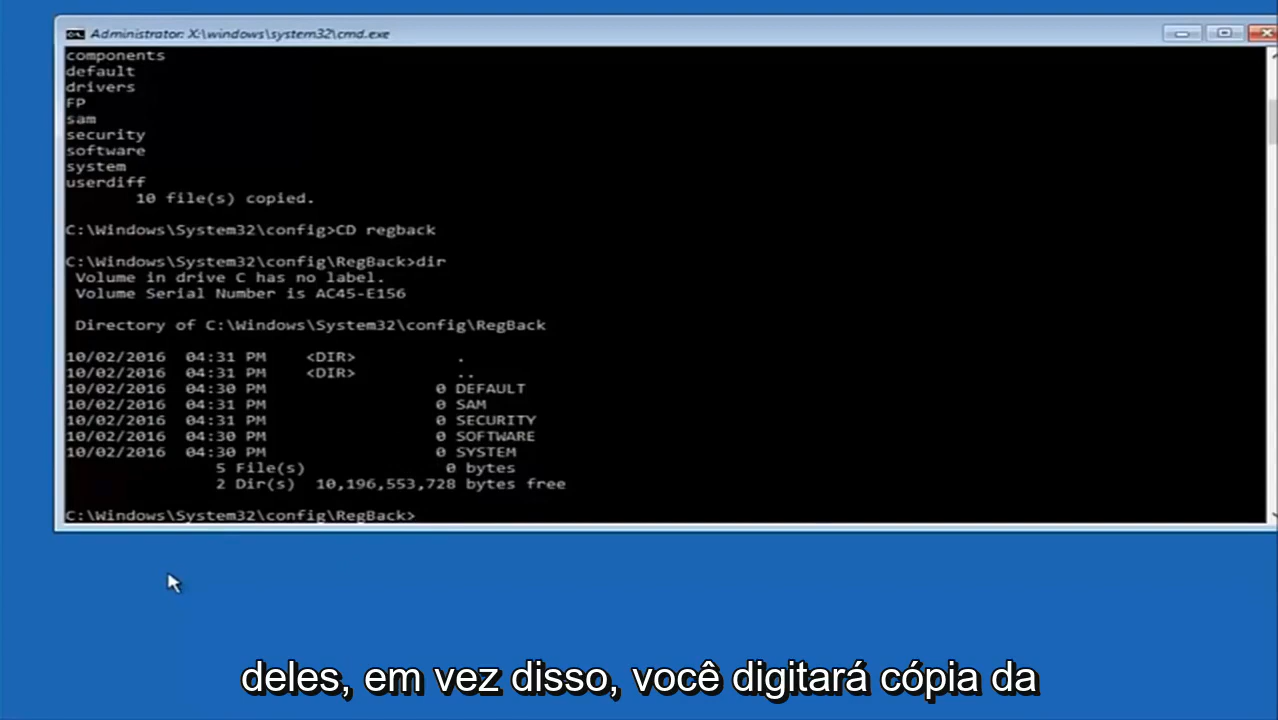 Administrator: X:\windows\system32\cmd.exe
components
default
drivers
FP
sam
security
software
system
userdiff
10 file(s) copied.
C:\Windows\System32\config>CD regback
C:\Windows\System32\config\RegBack>dir
Volume in drive C has no label.
Volume Serial Number is AC45-E156
Directory of C:\Windows\System32\config\RegBack
10/02/2016 04:31 PM <DIR> .
10/02/2016 04:31 PM <DIR> ..
10/02/2016 04:30 PM 0 DEFAULT
10/02/2016 04:31 PM 0 SAM
10/02/2016 04:31 PM 0 SECURITY
10/02/2016 04:30 PM 0 SOFTWARE
10/02/2016 04:30 PM 0 SYSTEM
5 File(s) 0 bytes
2 Dir(s) 10,196,553,728 bytes free
C:\Windows\System32\config\RegBack>
deles, em vez disso, você digitará cópia da